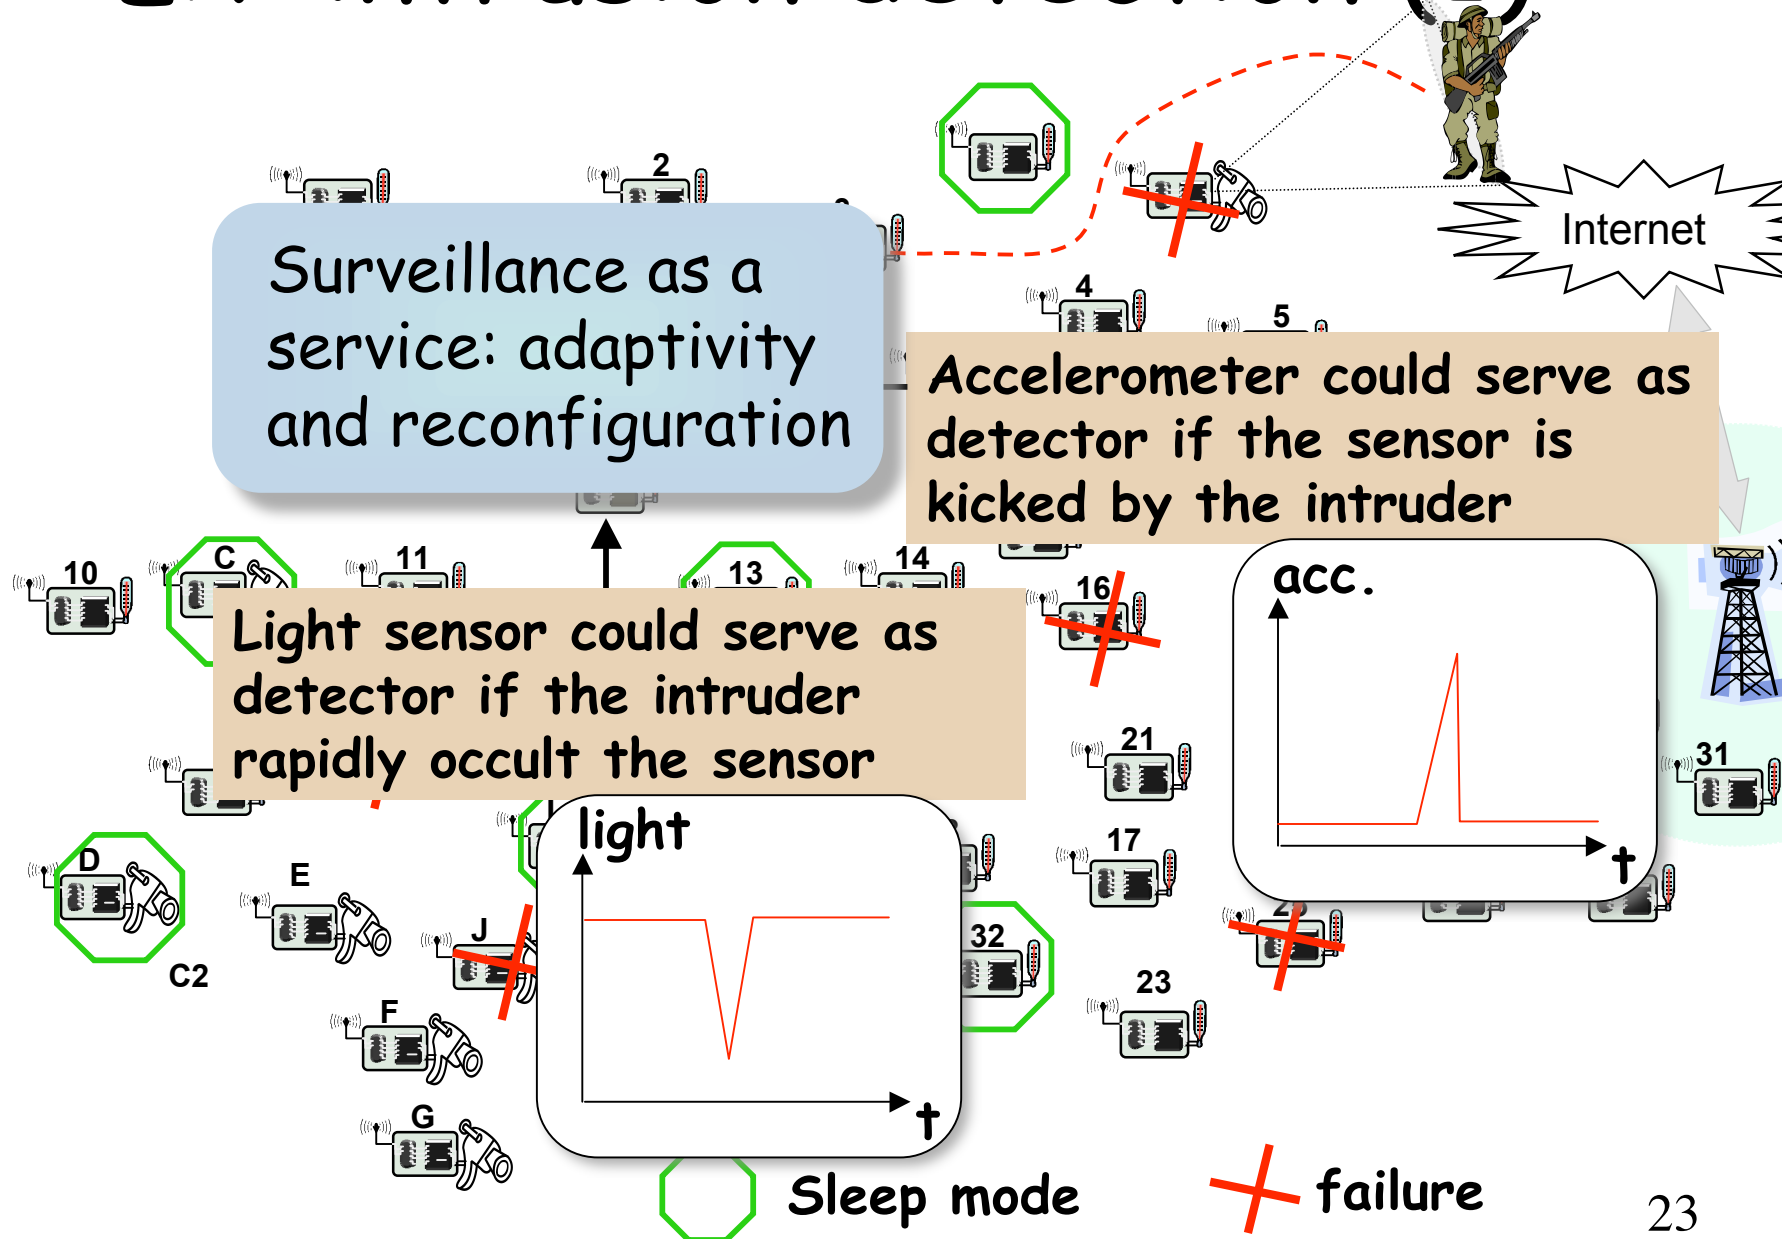 intrusion detection
2
Internet
4
5
Surveillance as a
service: adaptivity
and reconfiguration
Accelerometer could serve as
detector if the sensor is
kicked by the intruder
10
C
11
13
14
16
acc.
t
Light sensor could serve as
detector if the intruder
rapidly occult the sensor
21
31
17
light
t
D
E
J
32
C2
23
F
G
Sleep mode
failure
23